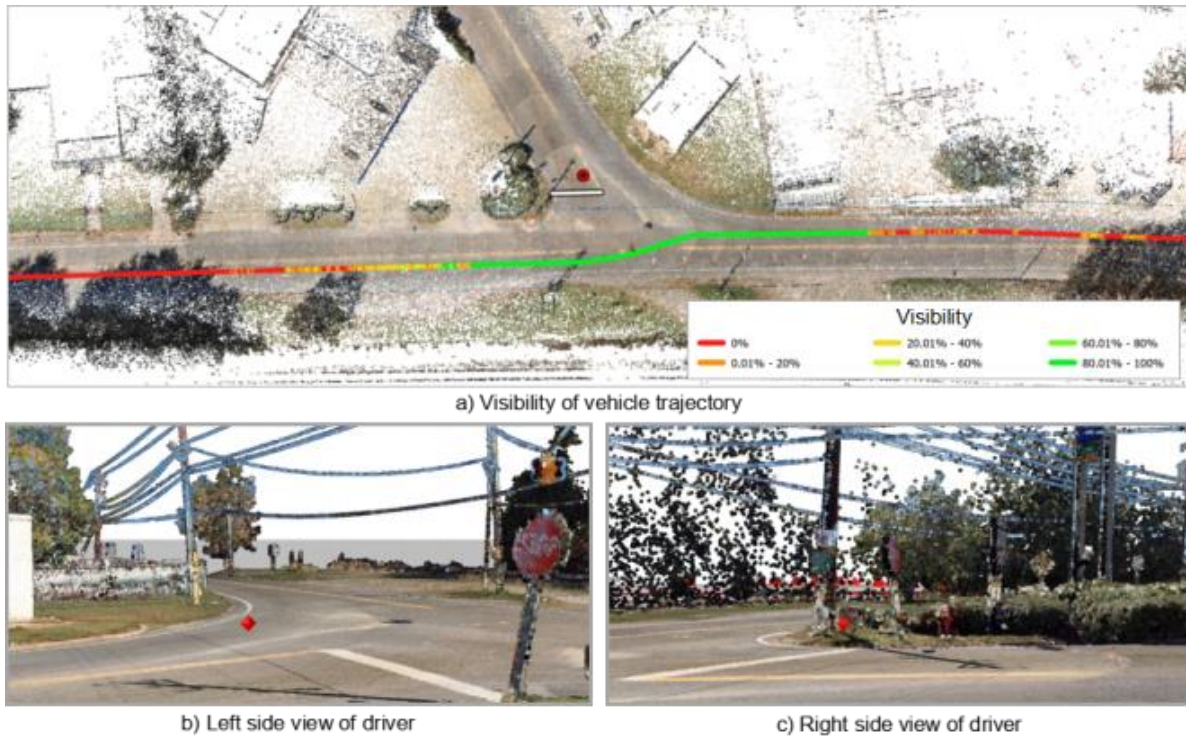 Visibility
0%
20.01% - 40%
60.01% - 80%
0.01% - 20%
40.01% - 60%
80.01% - 100%
a) Visibility of vehicle trajectory
b) Left side view of driver
c) Right side view of driver